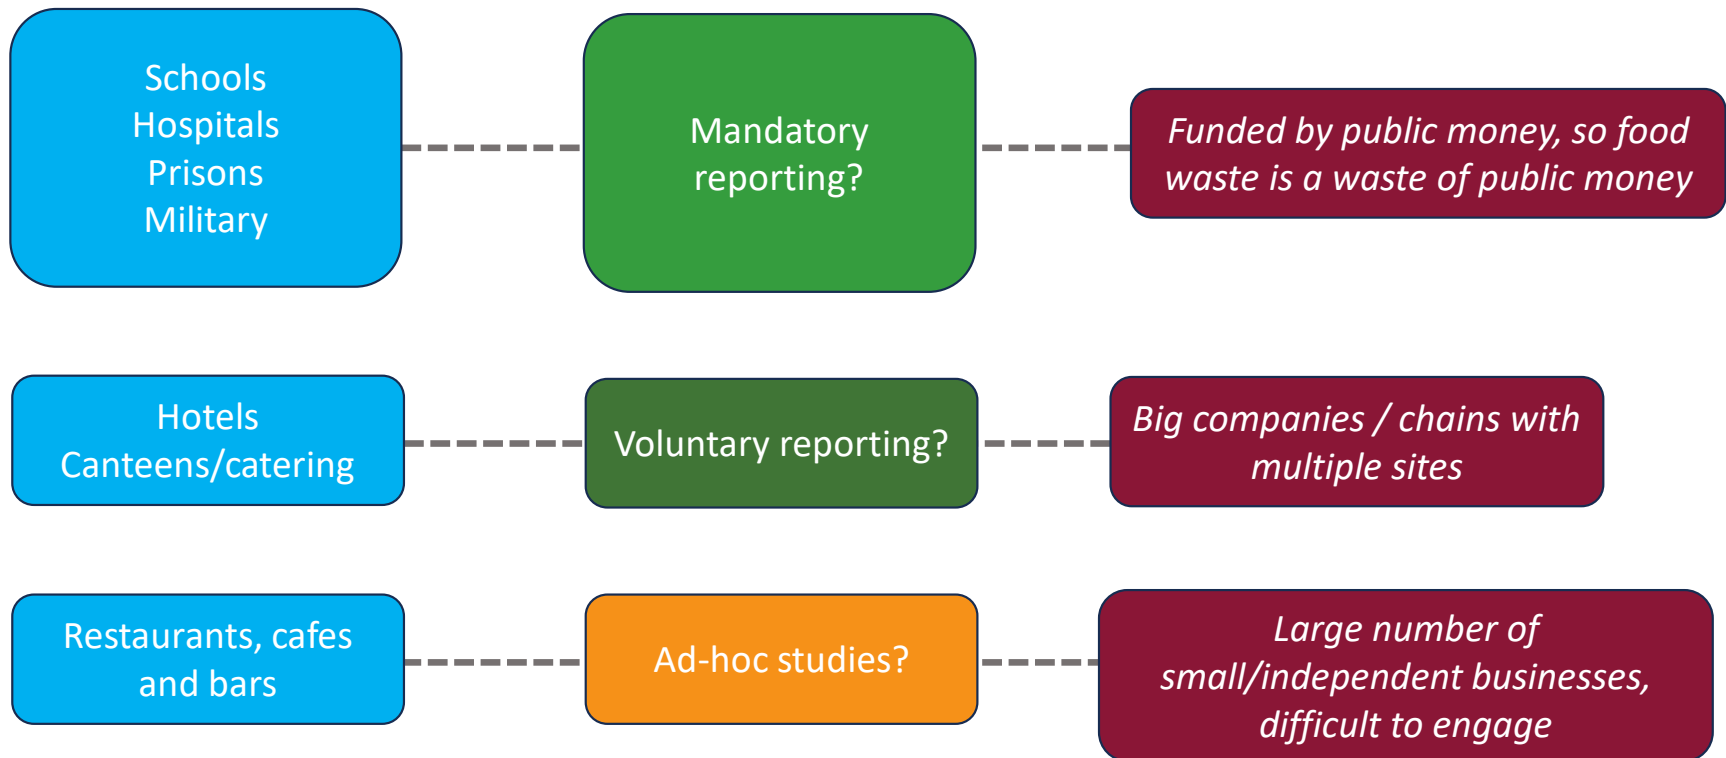 Schools
Hospitals
Prisons
Military
Mandatory
reporting?
Funded by public money, so food
waste is a waste of public money
Hotels
Canteens/catering
Voluntary reporting?
Big companies / chains with
multiple sites
Restaurants, cafes
and bars
Ad-hoc studies?
Large number of
small/independent businesses,
difficult to engage